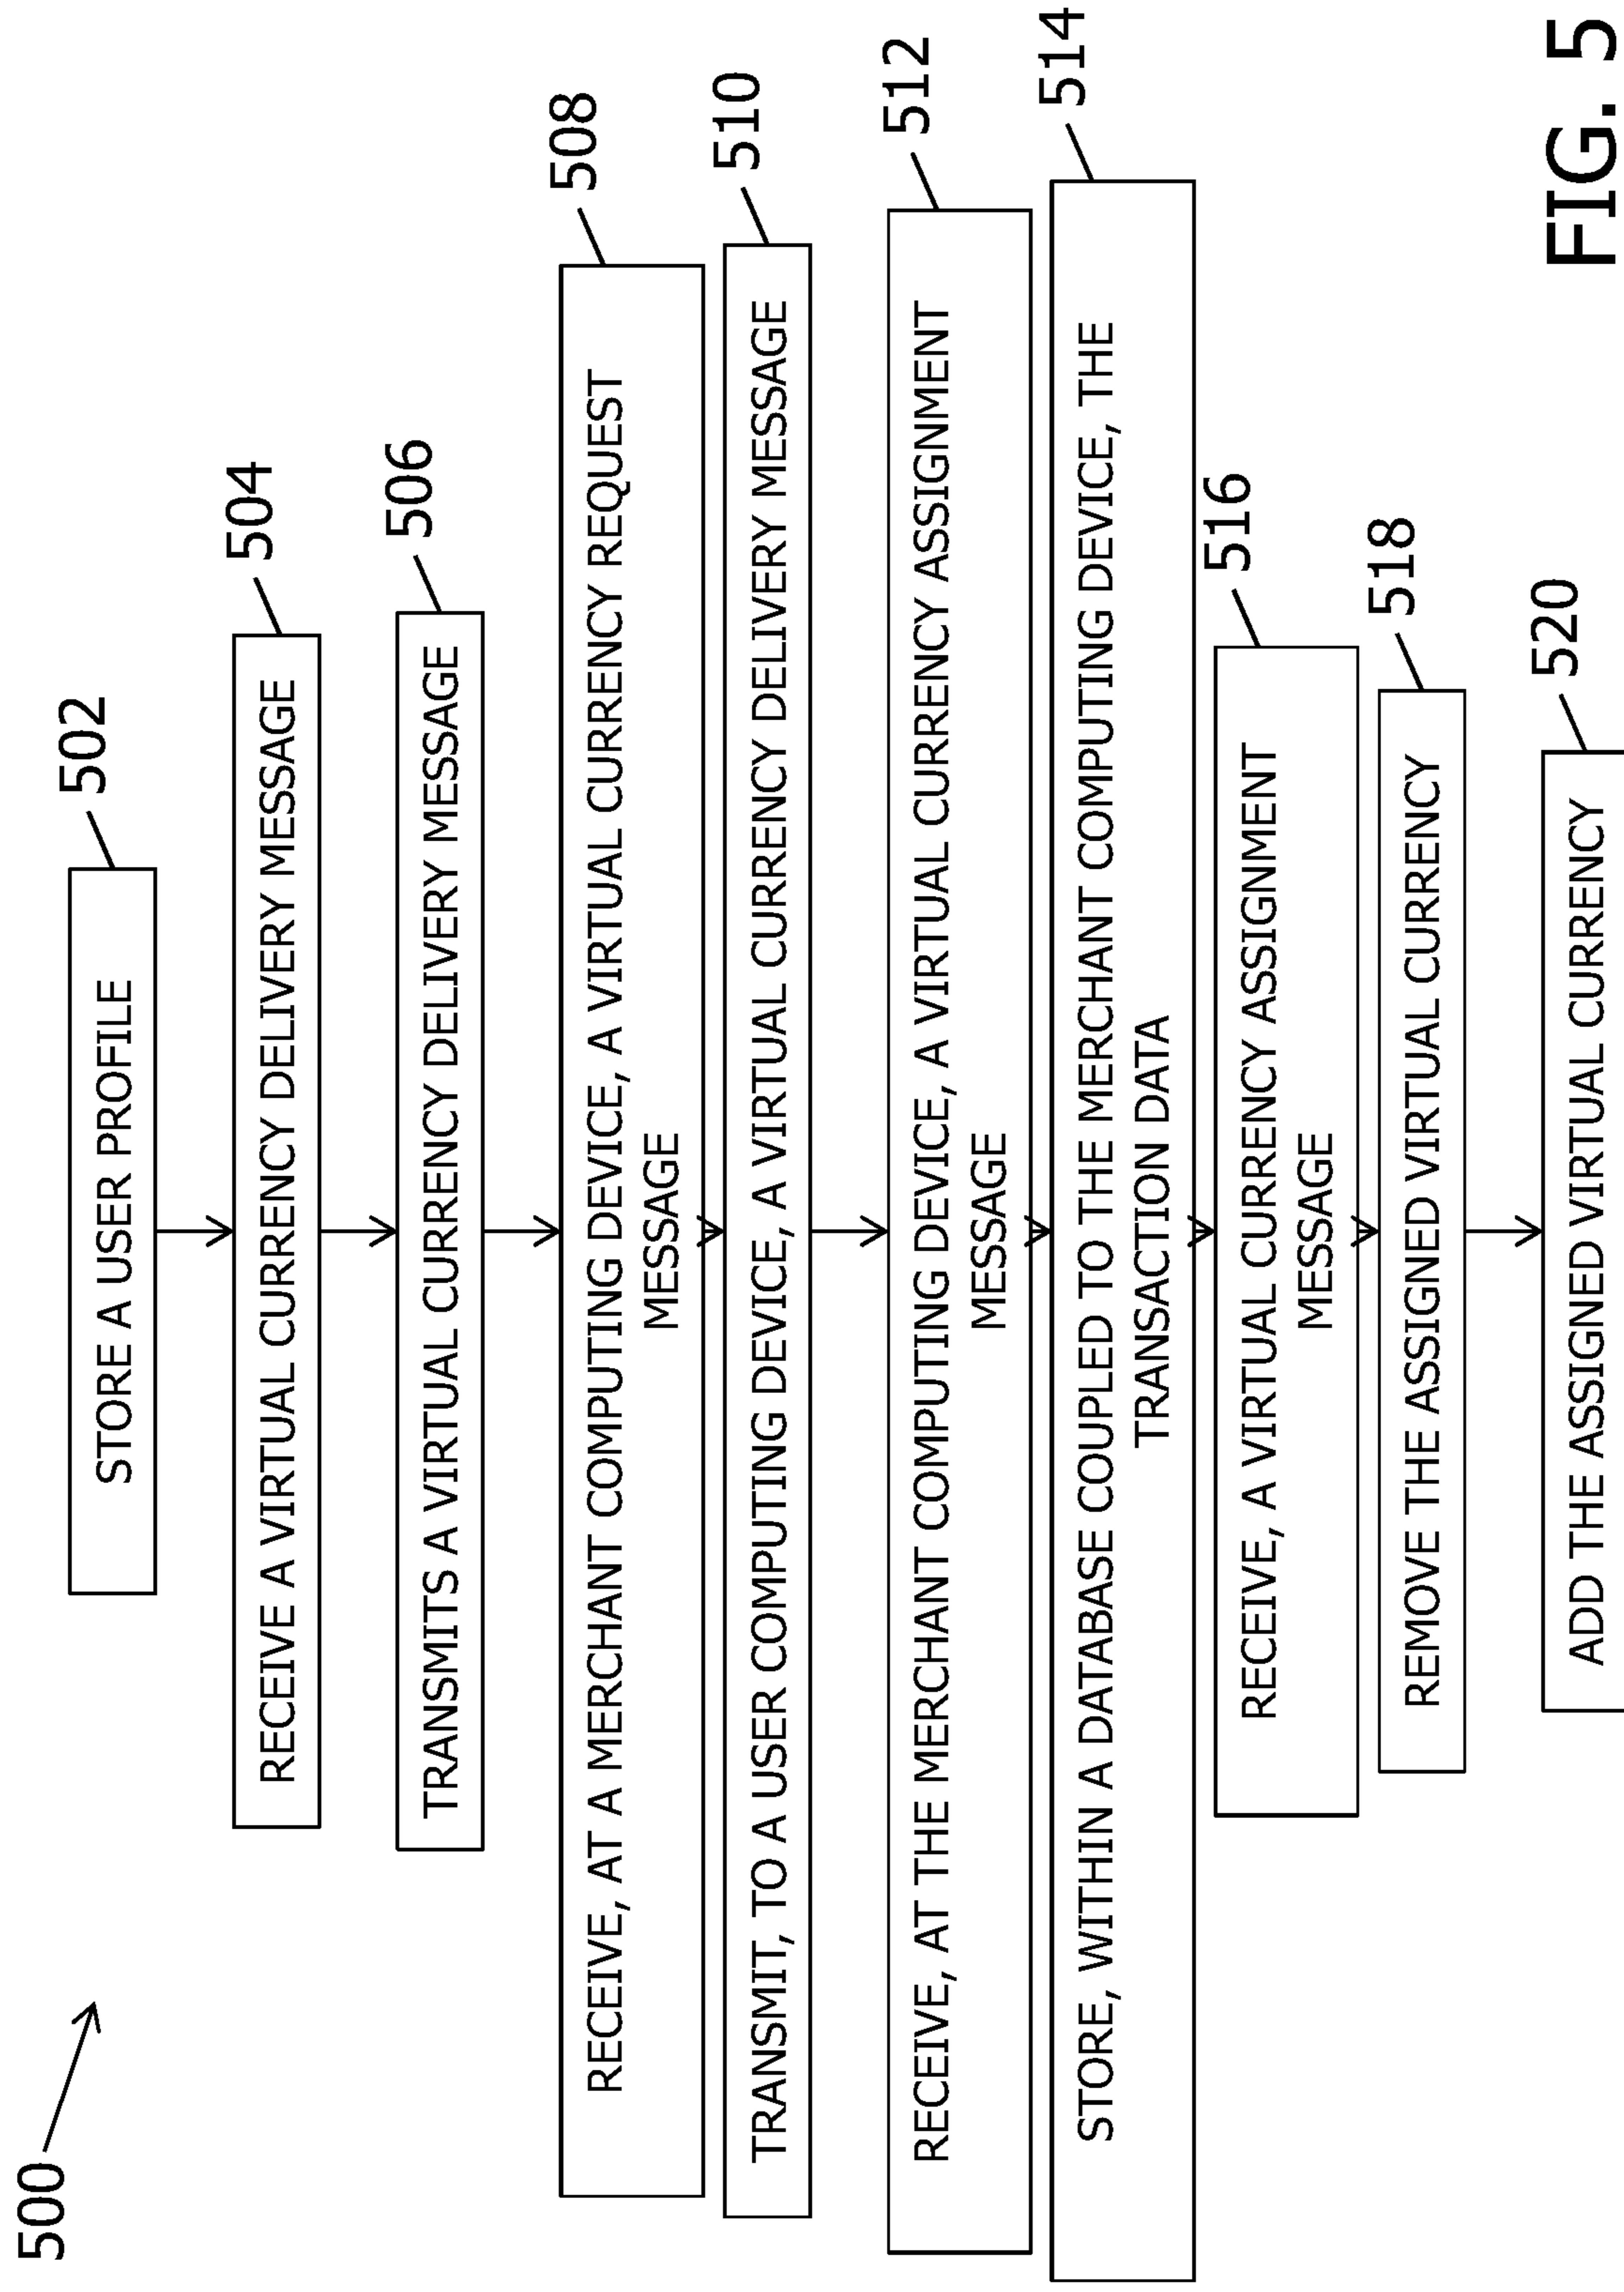 500
502
STORE A USER PROFILE
504
RECEIVE A VIRTUAL CURRENCY DELIVERY MESSAGE
506
TRANSMITS A VIRTUAL CURRENCY DELIVERY MESSAGE
508
RECEIVE, AT A MERCHANT COMPUTING DEVICE, A VIRTUAL CURRENCY REQUEST
MESSAGE
510
TRANSMIT, TO A USER COMPUTING DEVICE, A VIRTUAL CURRENCY DELIVERY MESSAGE
512
RECEIVE, AT THE MERCHANT COMPUTING DEVICE, A VIRTUAL CURRENCY ASSIGNMENT
MESSAGE
514
STORE, WITHIN A DATABASE COUPLED TO THE MERCHANT COMPUTING DEVICE, THE
TRANSACTION DATA
516
RECEIVE, A VIRTUAL CURRENCY ASSIGNMENT
MESSAGE
518
REMOVE THE ASSIGNED VIRTUAL CURRENCY
520
ADD THE ASSIGNED VIRTUAL CURRENCY
FIG. 5